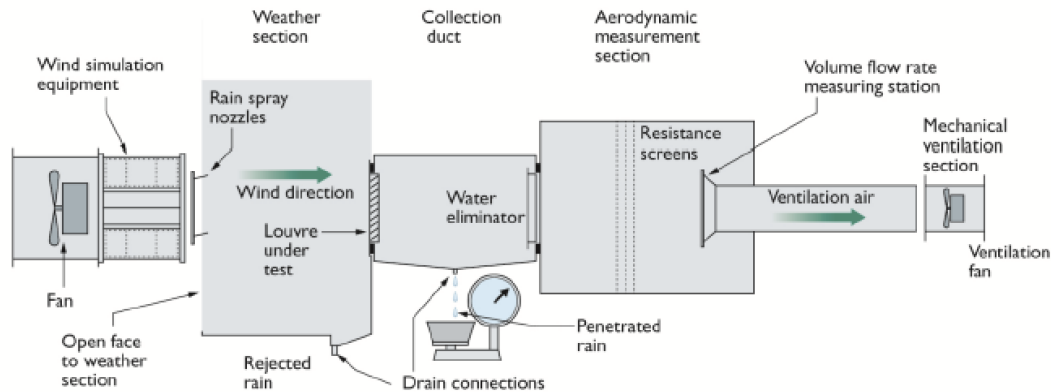 Weather
section
Collection
duct
Aerodynamic
measurement
section
Wind simulation
equipment
Rain spray
nozzles
Volume flow rate
measuring station
Resistance
screens
Mechanical
ventilation
section
Wind direction
Water
eliminator
Ventilation air
Louvre
under
test
Ventilation
fan
Fan
Open face
to weather
section
Penetrated
rain
Rejected
rain
Drain connections